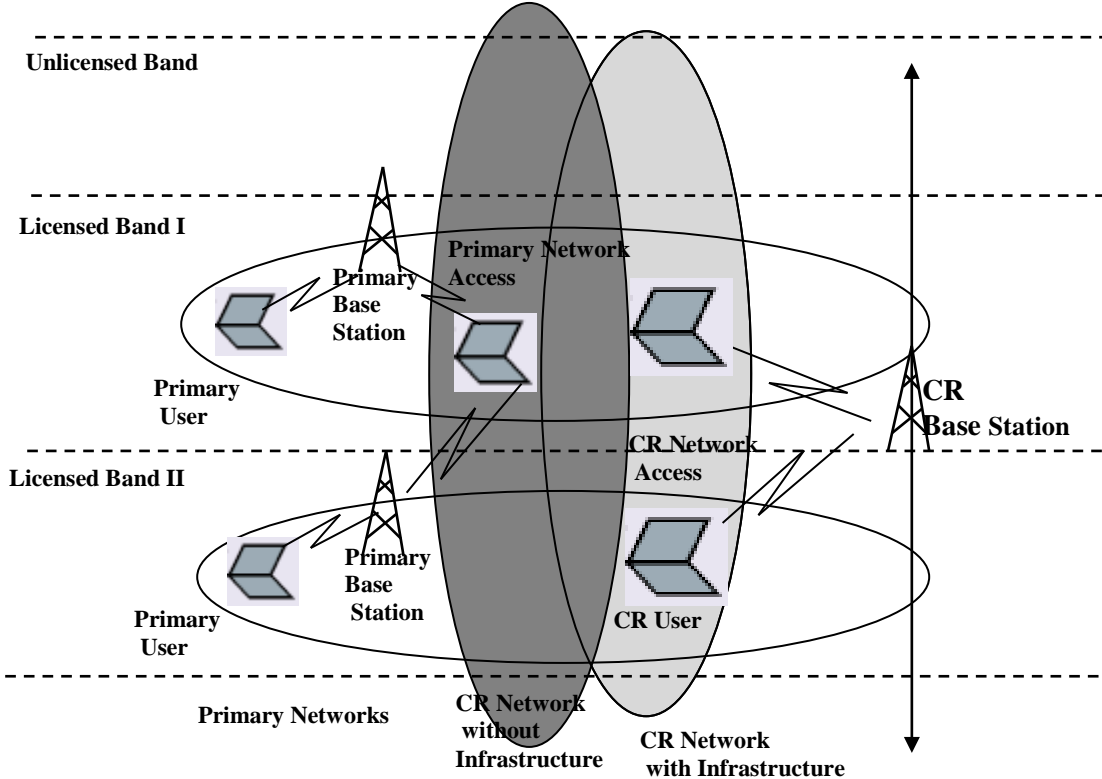 Unlicensed Band
Licensed Band I
Primary Network
Access
Primary
Base
Station
Primary
User
CR
Base Station
CR Network
Access
Licensed Band II
Primary
Base
Station
Primary
User
CR User
Primary Networks
CR Network
without
Infrastructure
CR Network
with Infrastructure